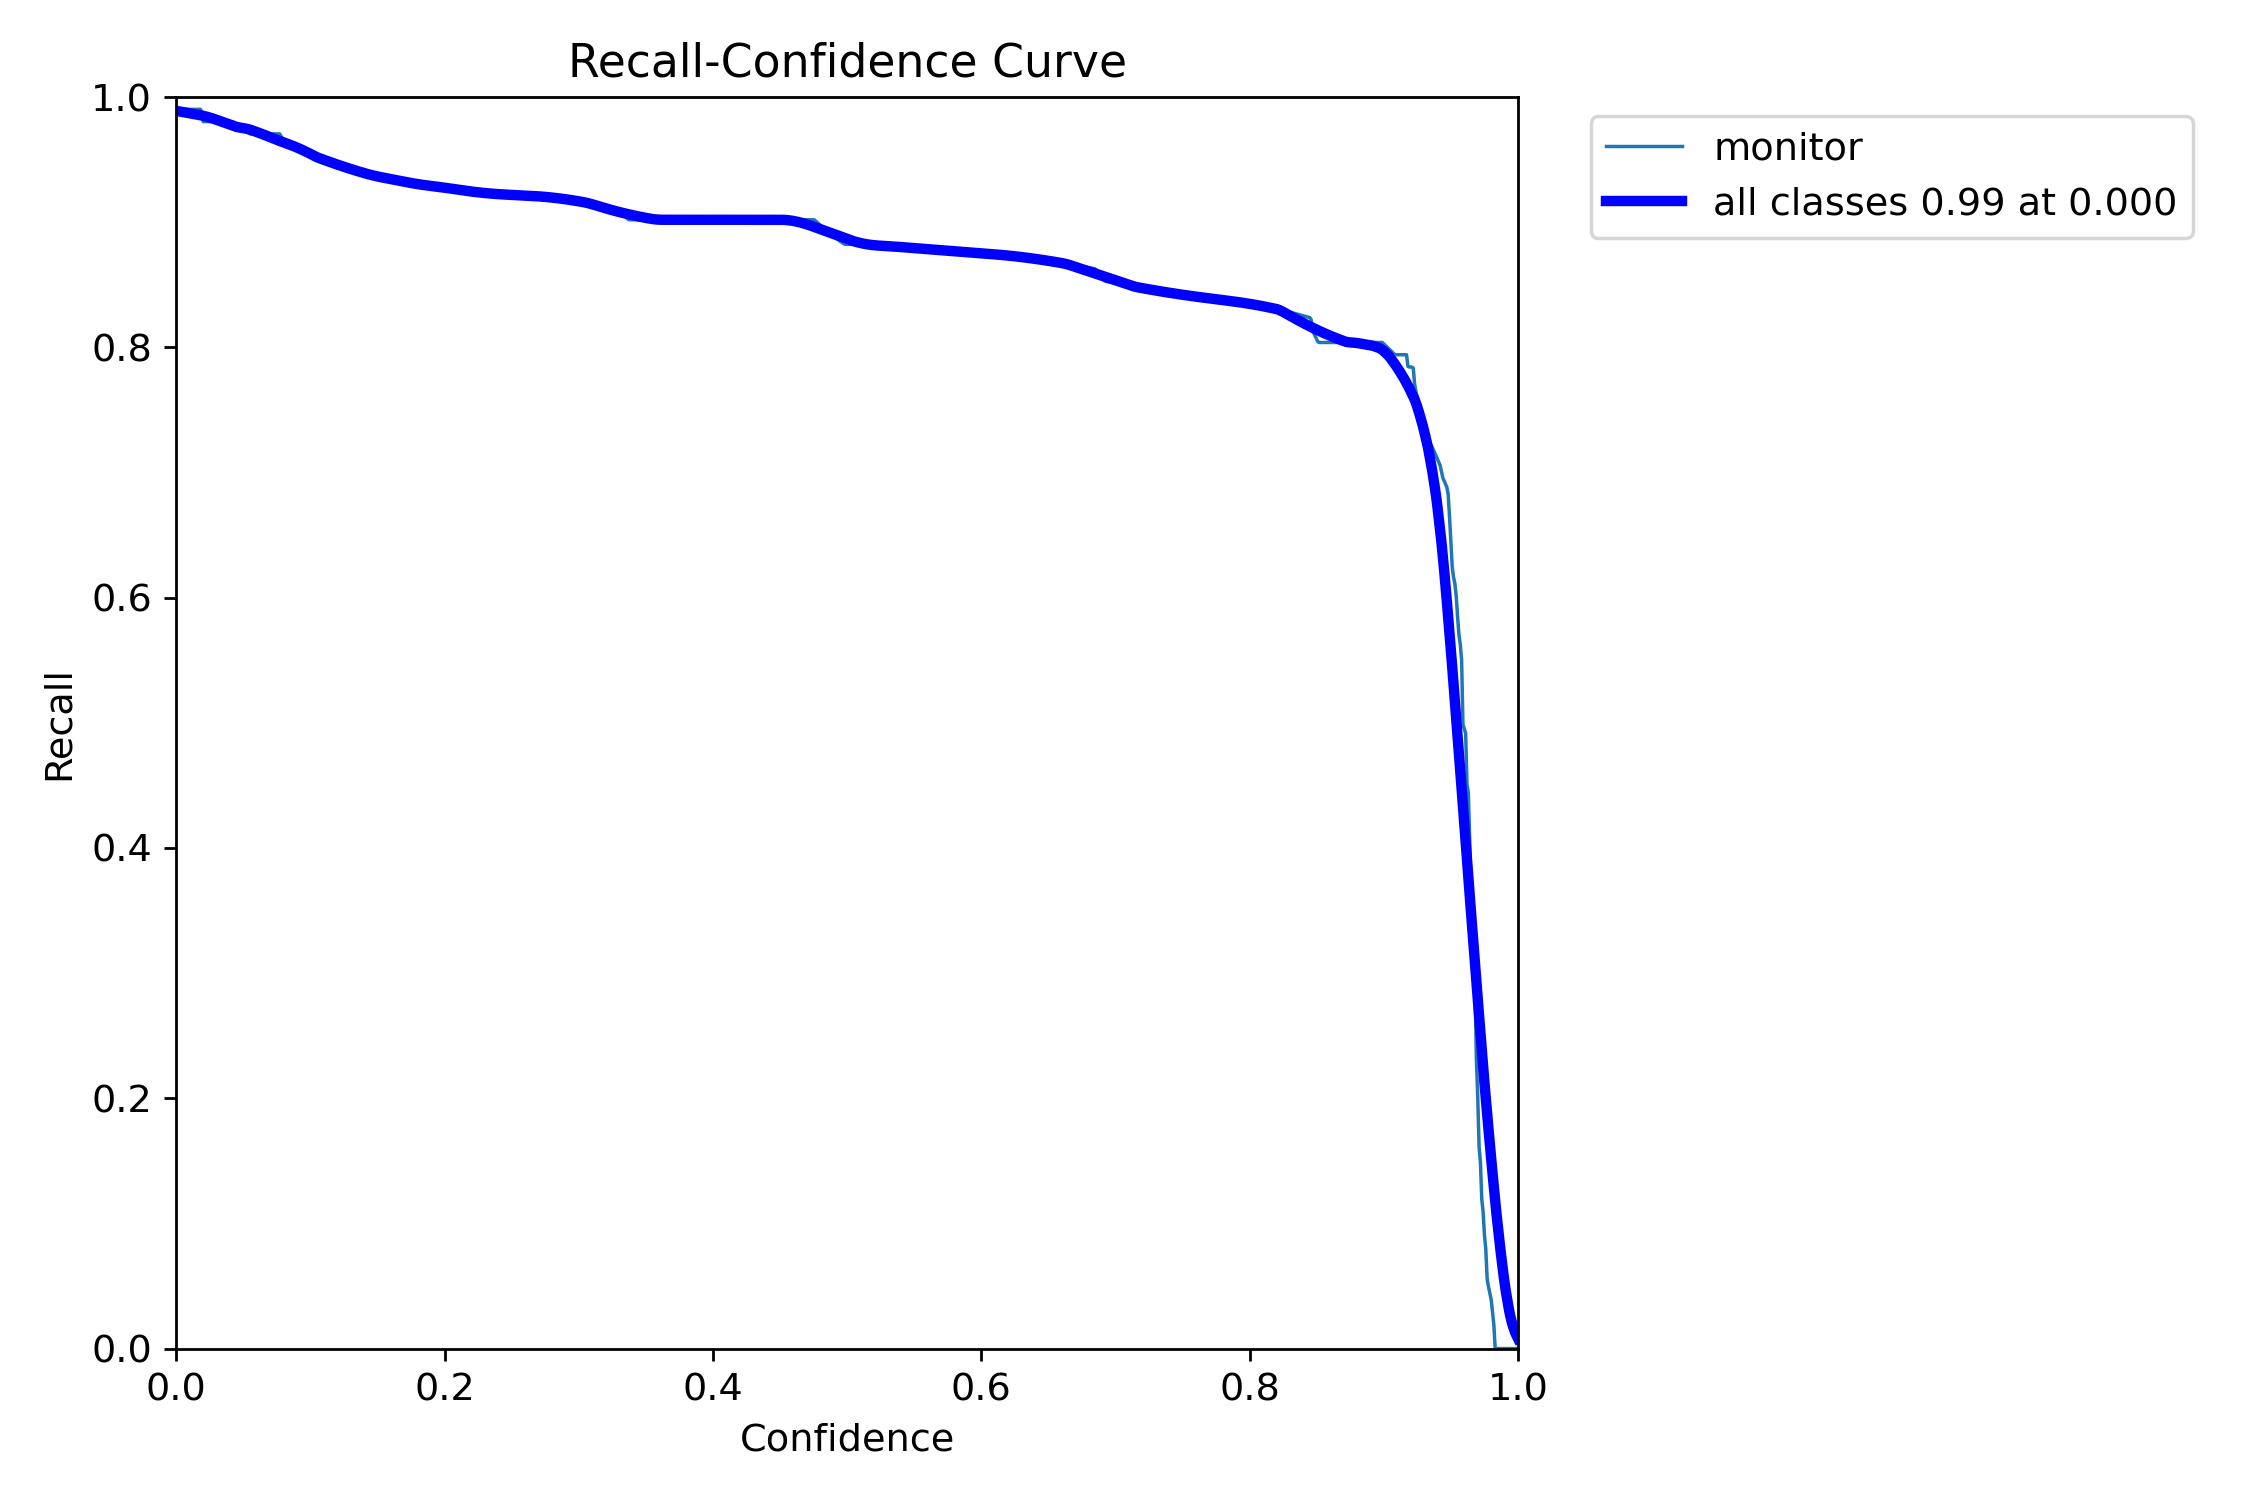 Recall-Confidence Curve
1.0
0.8
0.6
0.4
0.2
0.0
Recall
0.0 0.2 0.4 0.6 0.8 1.0
Confidence
monitor
all classes 0.99 at 0.000